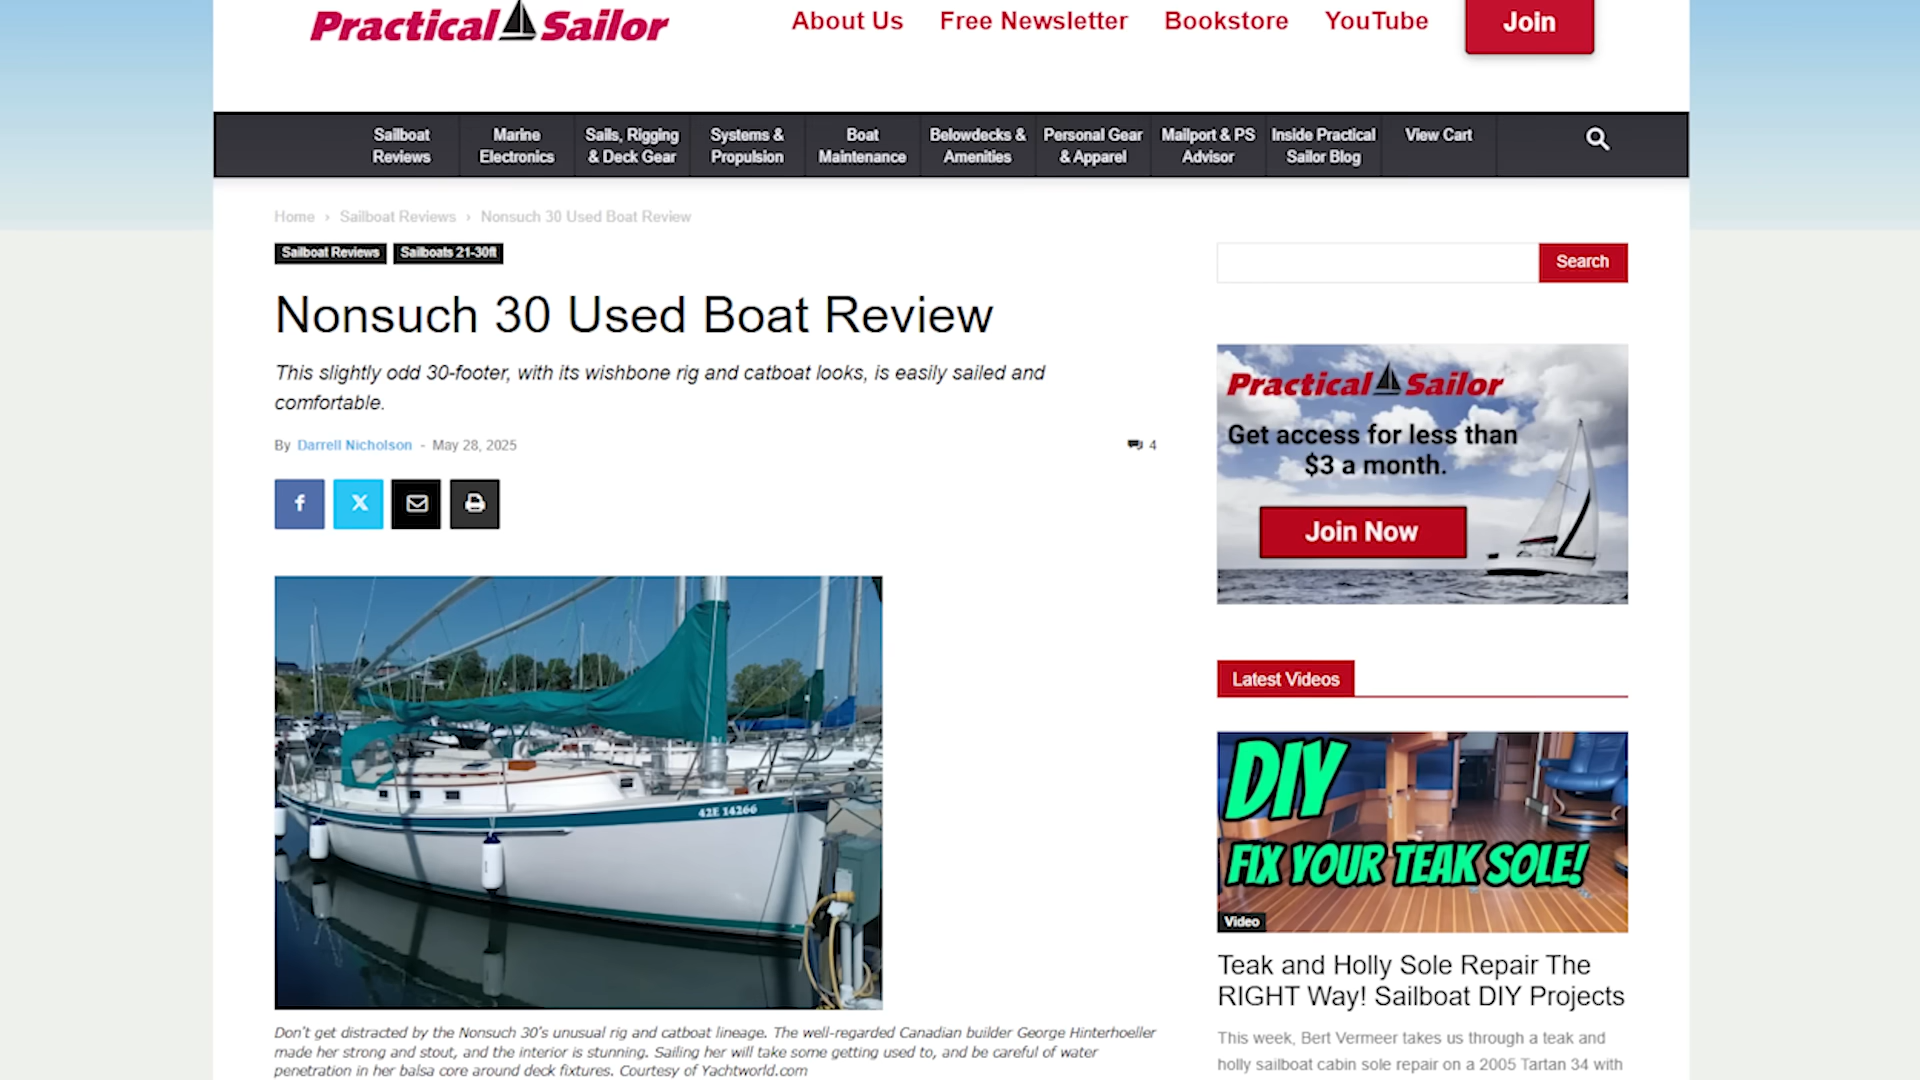 Practical Sailor
About Us
Free Newsletter
Bookstore
YouTube
Join
Sailboat
Reviews
Marine
Electronics
Sails, Rigging
& Deck Gear
Systems &
Propulsion
Boat
Maintenance
Belowdecks &
Amenities
Personal Gear
& Apparel
Mailport & PS
Advisor
Inside Practical
Sailor Blog
View Cart
Home › Sailboat Reviews › Nonsuch 30 Used Boat Review
Sailboat Reviews
Sailboats 21-30ft
Nonsuch 30 Used Boat Review
This slightly odd 30-footer, with its wishbone rig and catboat looks, is easily sailed and
comfortable.
By Darrell Nicholson - May 28, 2025
4
42E 14266
Don't get distracted by the Nonsuch 30's unusual rig and catboat lineage. The well-regarded Canadian builder George Hinterhoeller
made her strong and stout, and the interior is stunning. Sailing her will take some getting used to, and be careful of water
penetration in her balsa core around deck fixtures. Courtesy of Yachtworld.com
Search
Practical Sailor
Get access for less than
$3 a month.
Join Now
Latest Videos
DIY
FIX YOUR TEAK SOLE!
Video
Teak and Holly Sole Repair The
RIGHT Way! Sailboat DIY Projects
This week, Bert Vermeer takes us through a teak and
holly sailboat cabin sole repair on a 2005 Tartan 34 with